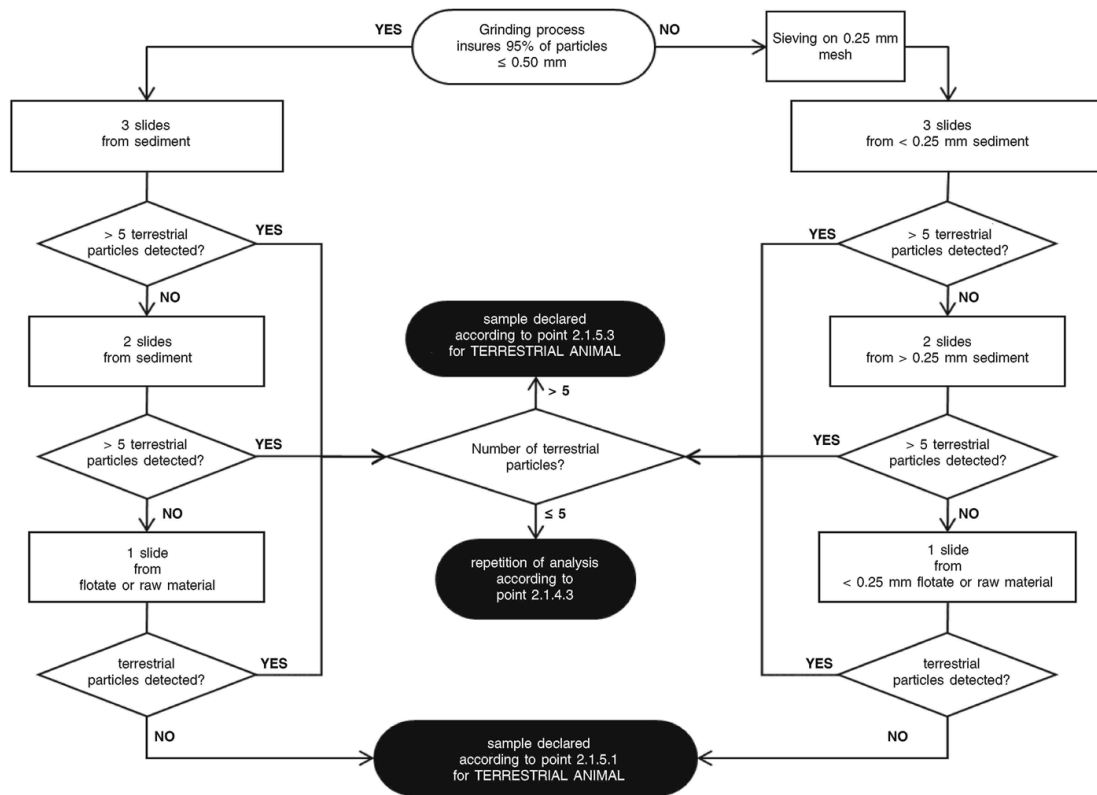 Grinding process
insures 95% of particles
≤ 0.50 mm
YES
NO
Sieving on 0.25 mm
mesh
3 slides
from sediment
3 slides
from < 0.25 mm sediment
> 5 terrestrial
particles detected?
YES
NO
> 5 terrestrial
particles detected?
YES
NO
2 slides
from sediment
sample declared
according to point 2.1.5.3
for TERRESTRIAL ANIMAL
2 slides
from > 0.25 mm sediment
> 5
> 5 terrestrial
particles detected?
YES
NO
Number of terrestrial
particles?
> 5 terrestrial
particles detected?
YES
NO
≤ 5
1 slide
from
flotate or raw material
repetition of analysis
according to
point 2.1.4.3
1 slide
from
< 0.25 mm flotate or raw material
terrestrial
particles detected?
YES
NO
terrestrial
particles detected?
YES
NO
sample declared
according to point 2.1.5.1
for TERRESTRIAL ANIMAL